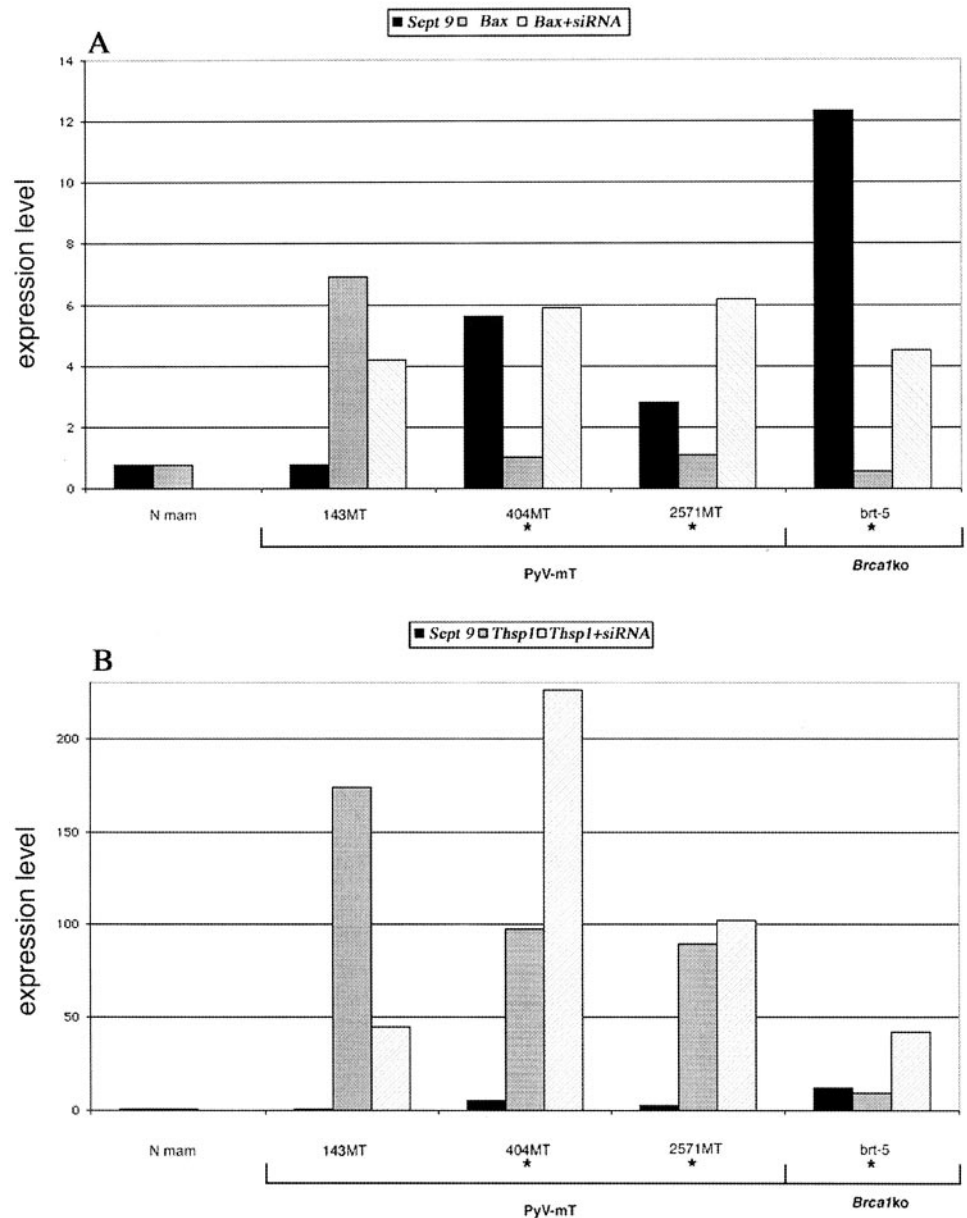 Sept 9 Bax Bax+siRNA
A
14
12
10
8
6
4
2
0
expression level
N mam 143MT 404MT 2571MT brt-5
* * *
PyV-mT Brca1ko
Sept 9 Thsp1 Thsp1+siRNA
B
200
150
100
50
0
expression level
N mam 143MT 404MT 2571MT brt-5
* * *
PyV-mT Brca1ko